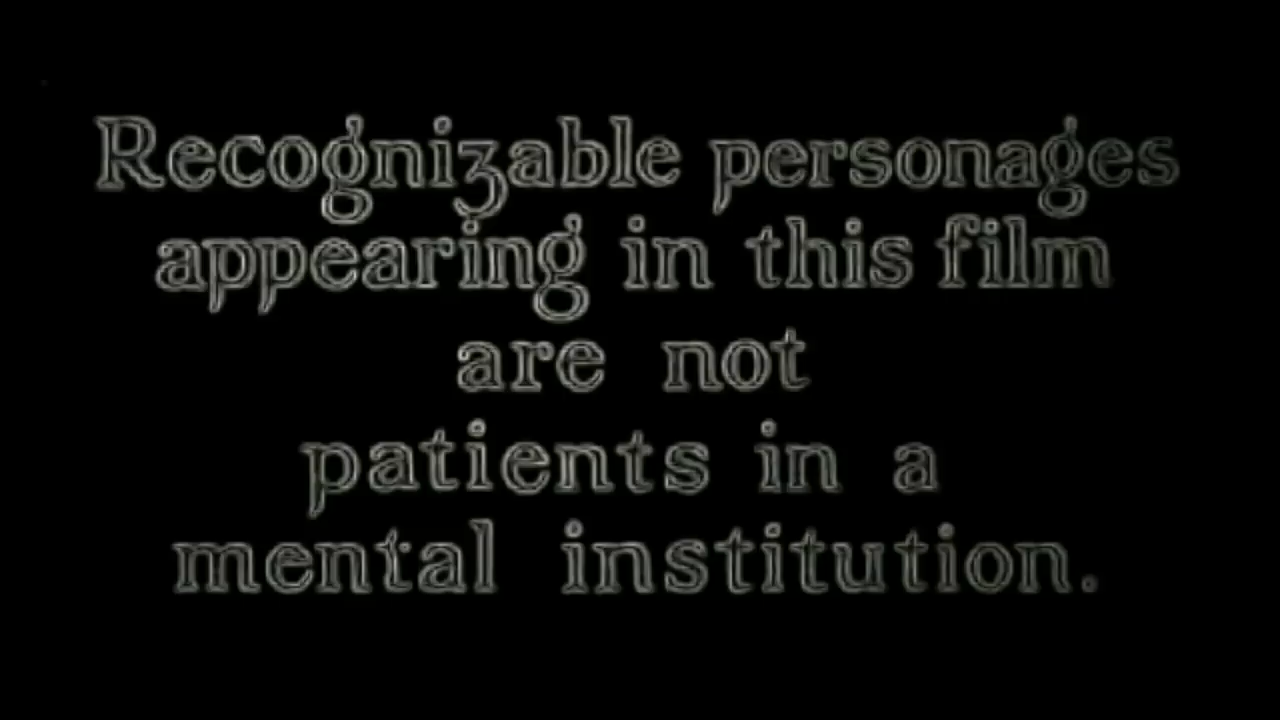 Recognizable personages
appearing in this film
are not
patients in a
mental institution.